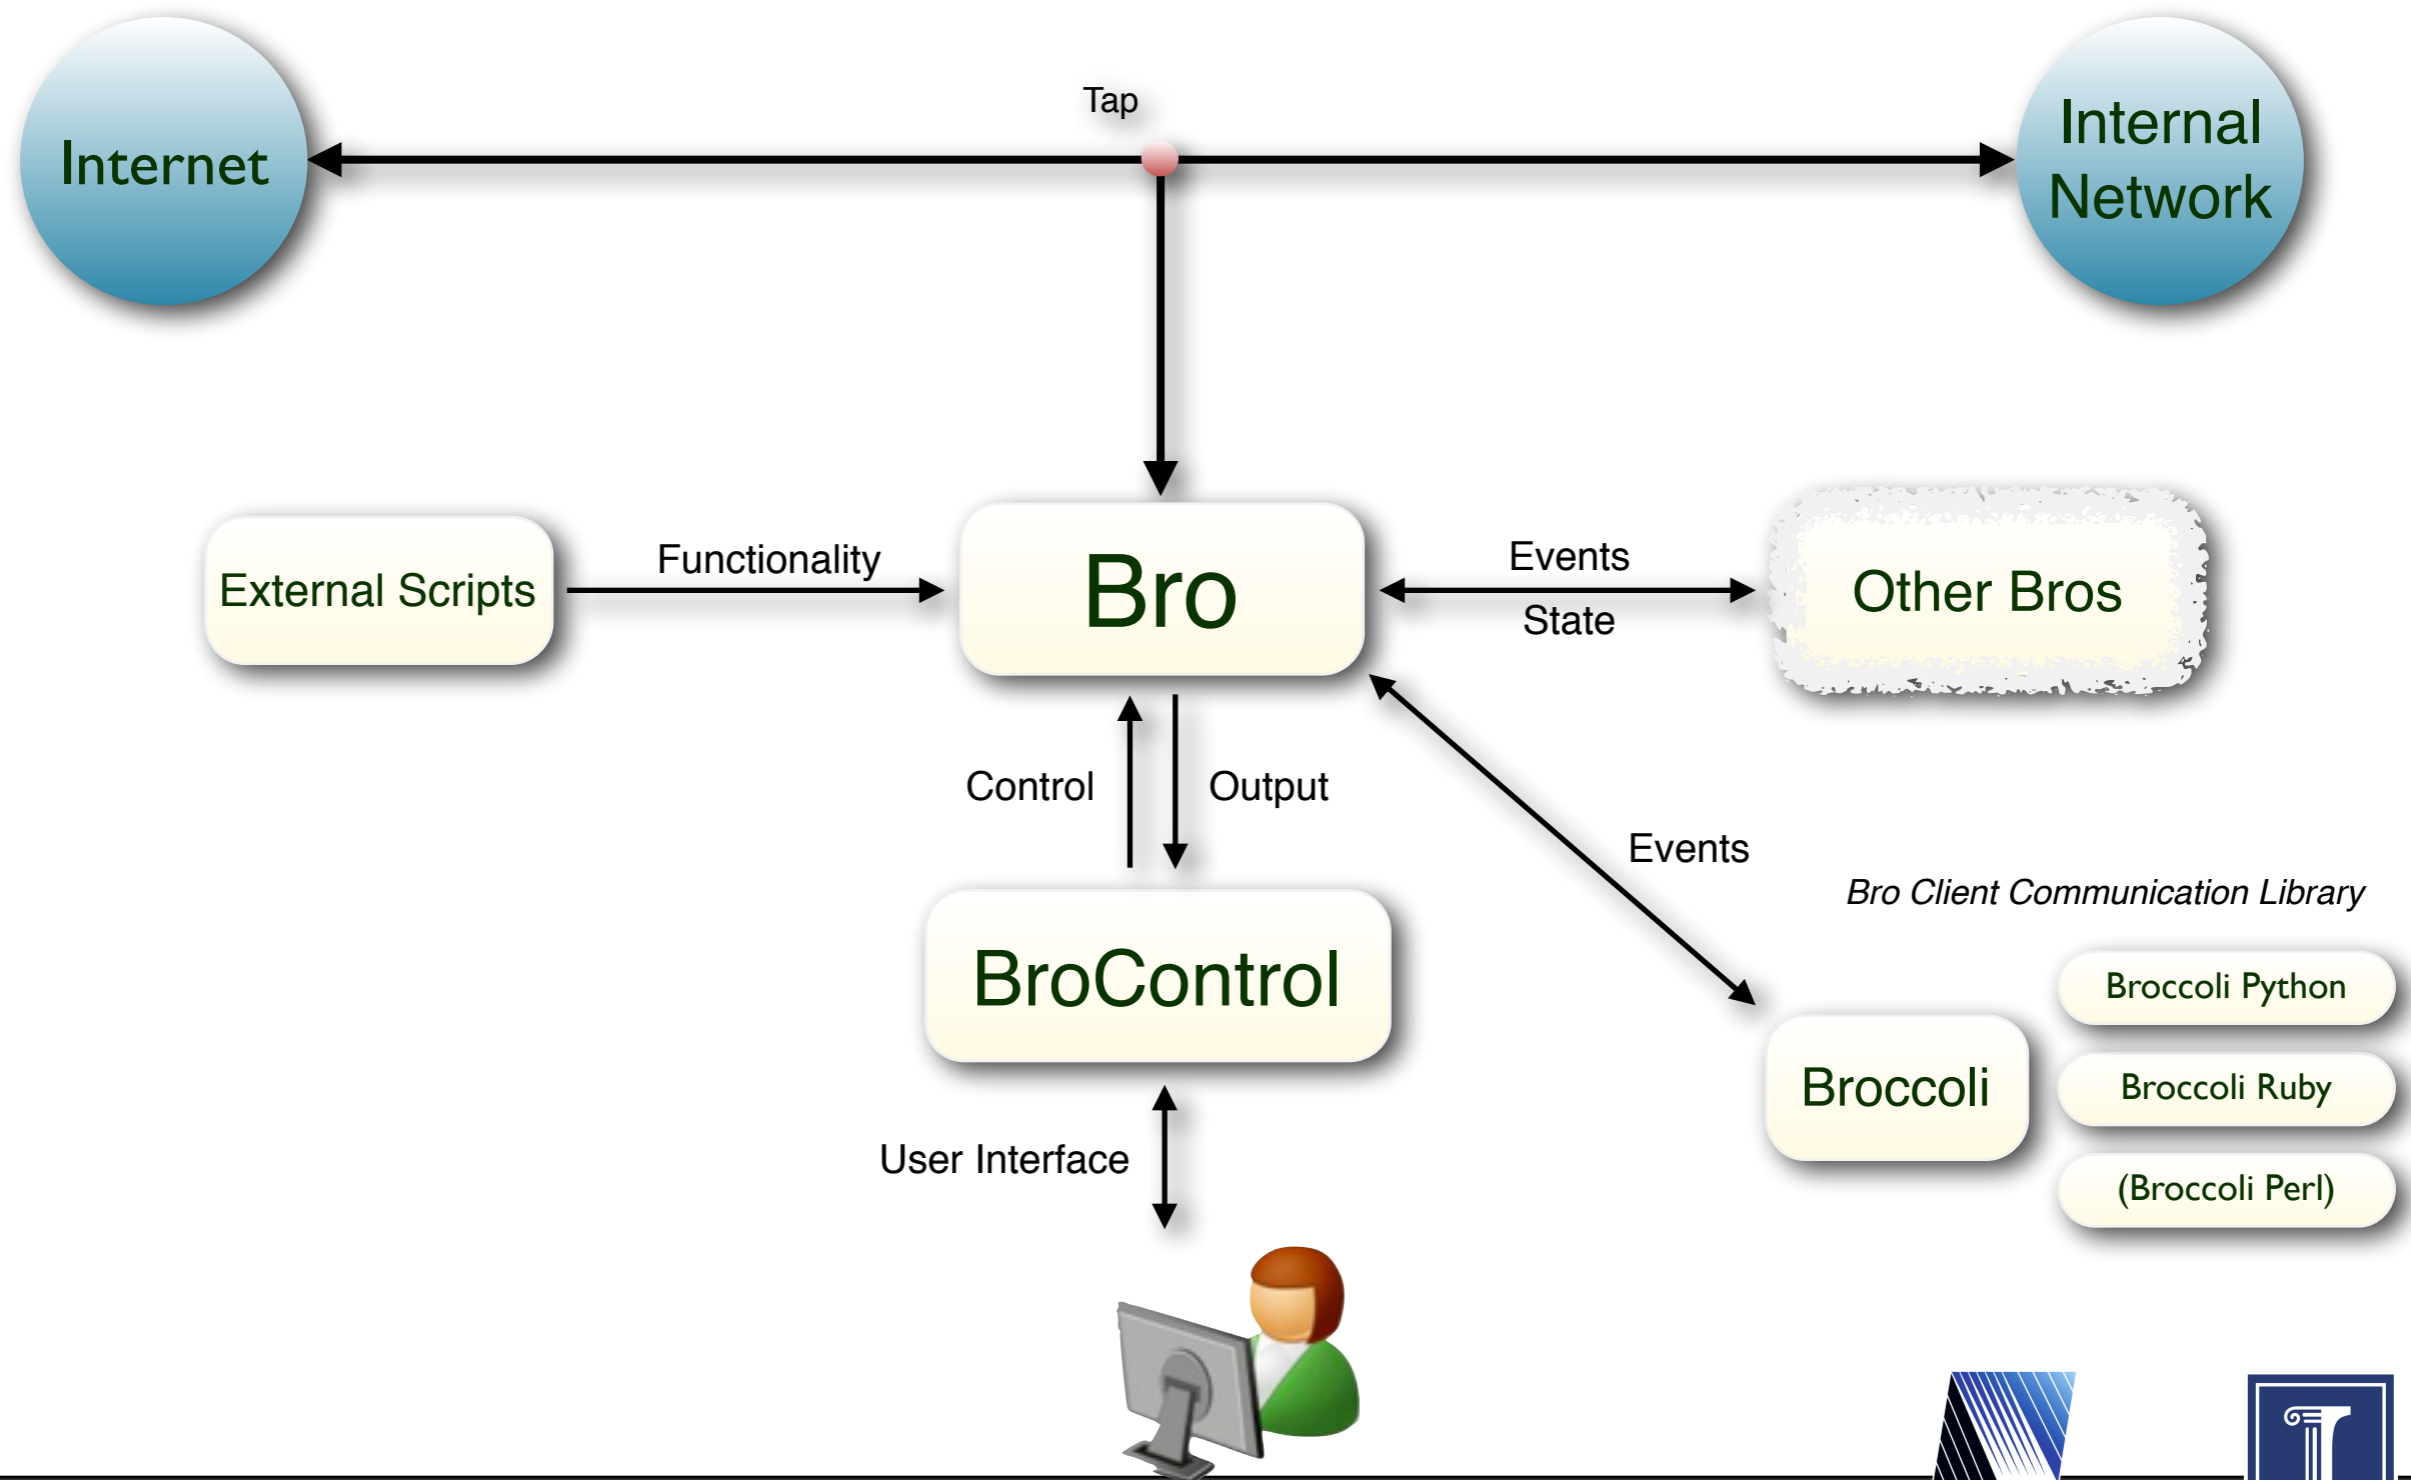 Tap
Internet
Internal
Network
External Scripts
Functionality
Bro
Events
State
Other Bros
Control
Output
Events
Bro Client Communication Library
BroControl
Broccoli
Broccoli Python
Broccoli Ruby
(Broccoli Perl)
User Interface